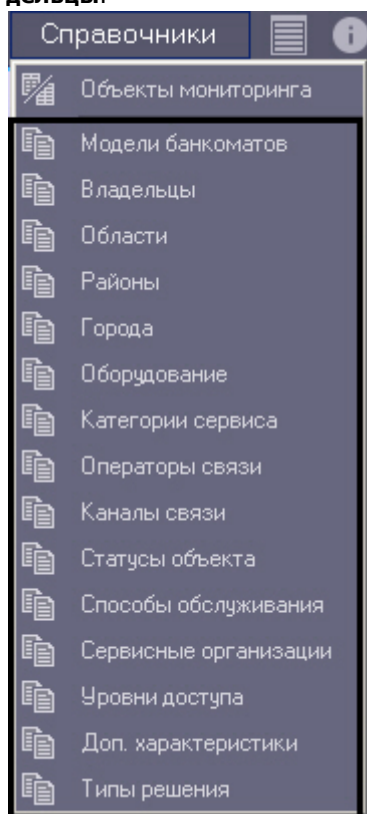 дельцы.
Справочники
Объекты мониторинга
Модели банкоматов
Владельцы
Области
Районы
Города
Оборудование
Категории сервиса
Операторы связи
Каналы связи
Статусы объекта
Способы обслуживания
Сервисные организации
Уровни доступа
Доп. характеристики
Типы решения